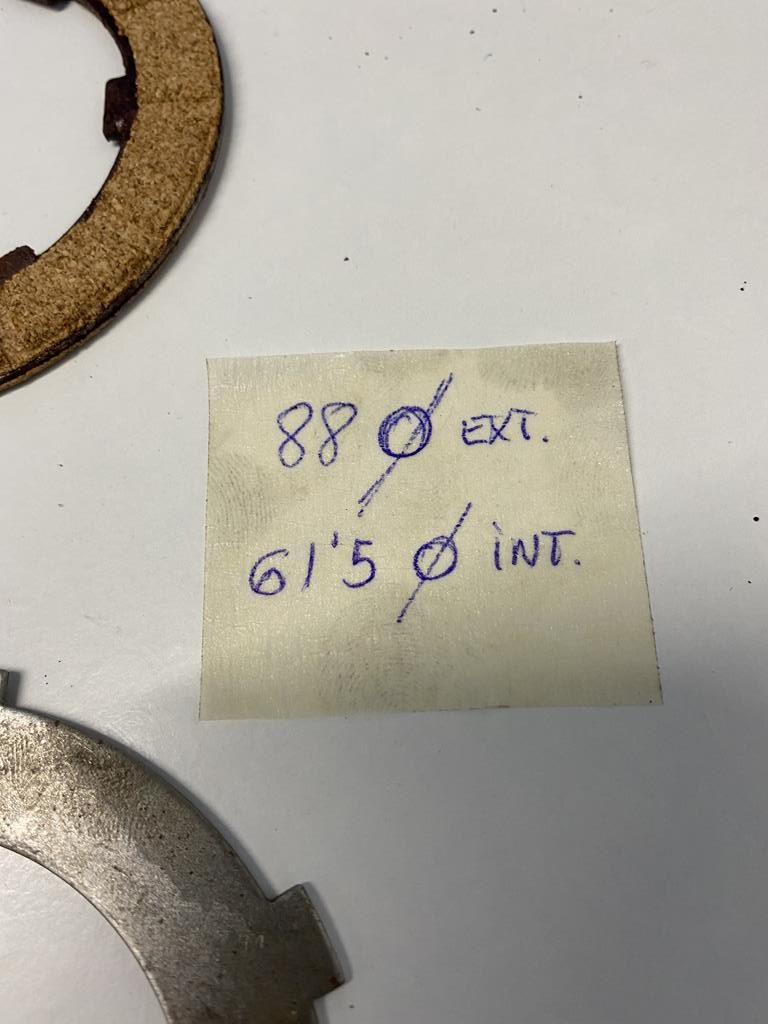 88 Ø EXT.
61'5 Ø INT.